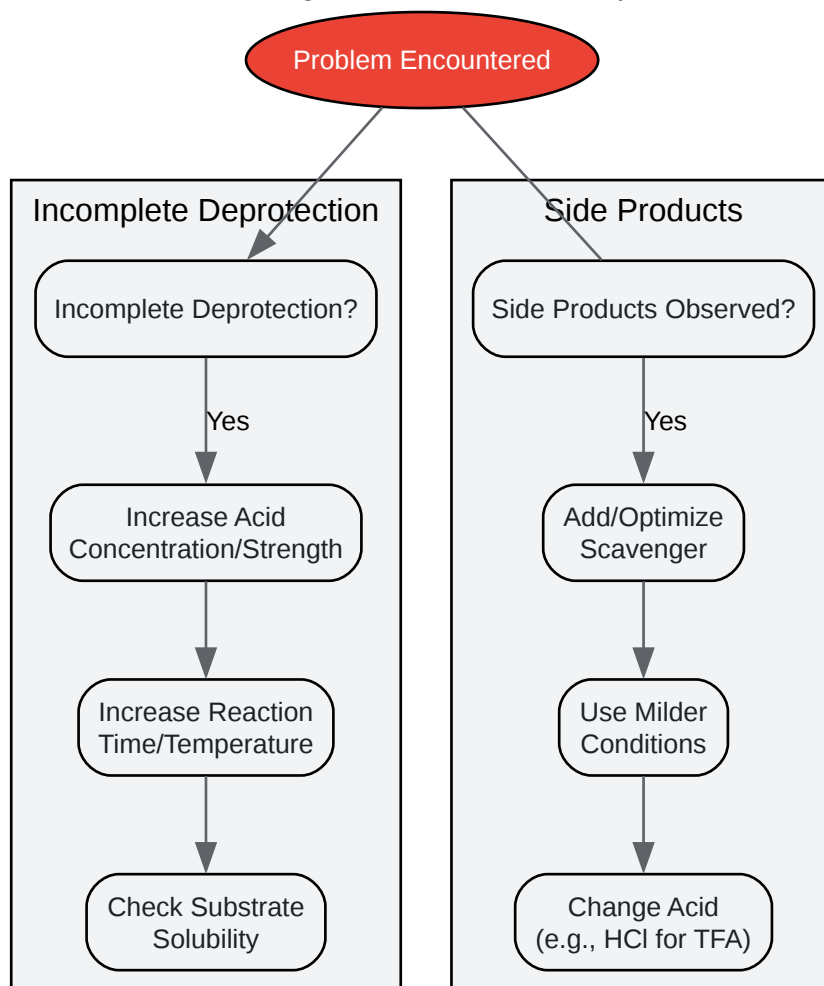 Problem Encountered
Incomplete Deprotection
Incomplete Deprotection?
Yes
Increase Acid
Concentration/Strength
Increase Reaction
Time/Temperature
Check Substrate
Solubility
Side Products
Side Products Observed?
Yes
Add/Optimize
Scavenger
Use Milder
Conditions
Change Acid
(e.g., HCl for TFA)